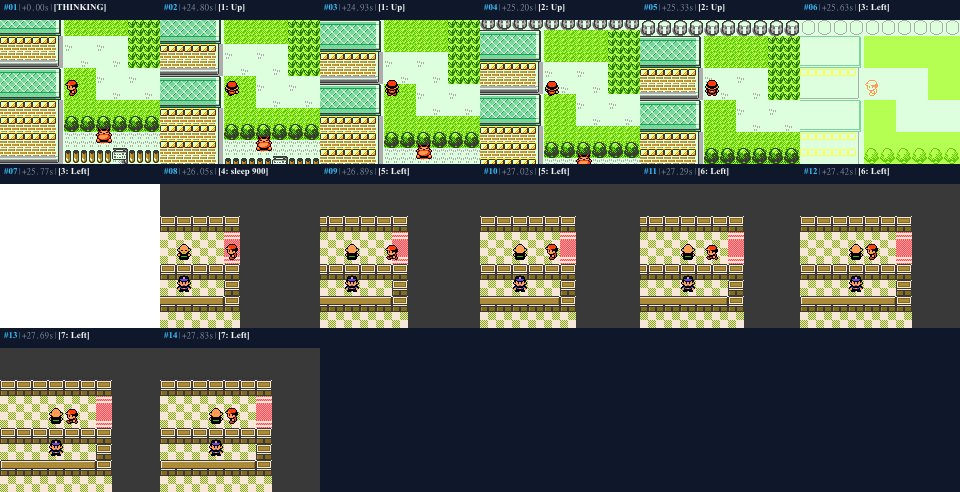 #01|+0.00s|[THINKING]
#02|+24.80s|[1: Up]
#03|+24.93s|[1: Up]
#04|+25.20s|[2: Up]
#05|+25.33s|[2: Up]
#06|+25.63s|[3: Left]
#07|+25.77s|[3: Left]
#08|+26.05s|[4: sleep 900]
#09|+26.89s|[5: Left]
#10|+27.02s|[5: Left]
#11|+27.29s|[6: Left]
#12|+27.42s|[6: Left]
#13|+27.69s|[7: Left]
#14|+27.83s|[7: Left]